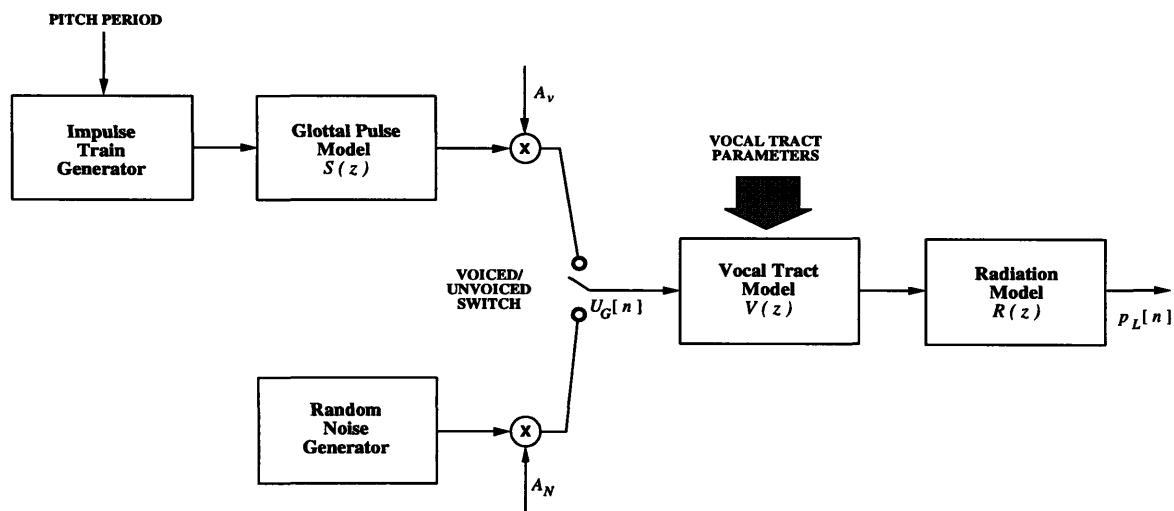 PITCH PERIOD
Impulse
Train
Generator
Glottal Pulse
Model
S(z)
A_v
X
VOCAL TRACT
PARAMETERS
VOICED/
UNVOICED
SWITCH
U_G[n]
Vocal Tract
Model
V(z)
Radiation
Model
R(z)
p_L[n]
Random
Noise
Generator
X
A_N